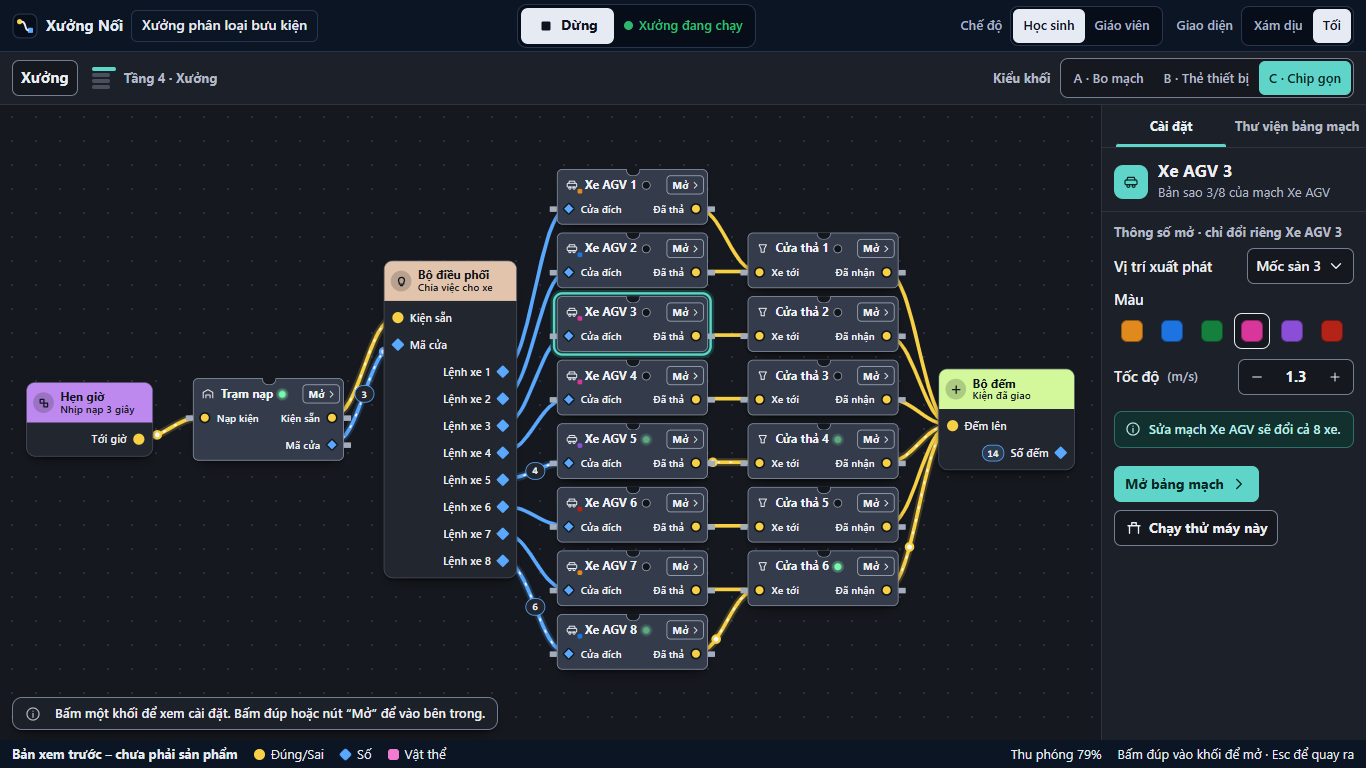 Xưởng Nối
Xưởng phân loại bưu kiện
Dừng
Xưởng đang chạy
Chế độ
Học sinh
Giáo viên
Giao diện
Xám dịu
Tối
Xưởng
Tầng 4 · Xưởng
Kiểu khối
A · Bo mạch
B · Thẻ thiết bị
C · Chip gọn
Hẹn giờ
Nhịp nạp 3 giây
Tới giờ
Trạm nạp
Mở
Nạp kiện
Kiện sẵn
Mã cửa
3
Bộ điều phối
Chia việc cho xe
Kiện sẵn
Mã cửa
Lệnh xe 1
Lệnh xe 2
Lệnh xe 3
Lệnh xe 4
Lệnh xe 5
Lệnh xe 6
Lệnh xe 7
Lệnh xe 8
4
6
Xe AGV 1
Mở
Cửa đích
Đã thả
Xe AGV 2
Mở
Cửa đích
Đã thả
Xe AGV 3
Mở
Cửa đích
Đã thả
Xe AGV 4
Mở
Cửa đích
Đã thả
Xe AGV 5
Mở
Cửa đích
Đã thả
Xe AGV 6
Mở
Cửa đích
Đã thả
Xe AGV 7
Mở
Cửa đích
Đã thả
Xe AGV 8
Mở
Cửa đích
Đã thả
Cửa thả 1
Mở
Xe tới
Đã nhận
Cửa thả 2
Mở
Xe tới
Đã nhận
Cửa thả 3
Mở
Xe tới
Đã nhận
Cửa thả 4
Mở
Xe tới
Đã nhận
Cửa thả 5
Mở
Xe tới
Đã nhận
Cửa thả 6
Mở
Xe tới
Đã nhận
Bộ đếm
Kiện đã giao
Đếm lên
14
Số đếm
Cài đặt
Thư viện bảng mạch
Xe AGV 3
Bản sao 3/8 của mạch Xe AGV
Thông số mở · chỉ đổi riêng Xe AGV 3
Vị trí xuất phát
Mốc sàn 3
Màu
Tốc độ (m/s)
− 1.3 +
Sửa mạch Xe AGV sẽ đổi cả 8 xe.
Mở bảng mạch
Chạy thử máy này
Bấm một khối để xem cài đặt. Bấm đúp hoặc nút “Mở” để vào bên trong.
Bản xem trước – chưa phải sản phẩm
Đúng/Sai
Số
Vật thể
Thu phóng 79%
Bấm đúp vào khối để mở · Esc để quay ra